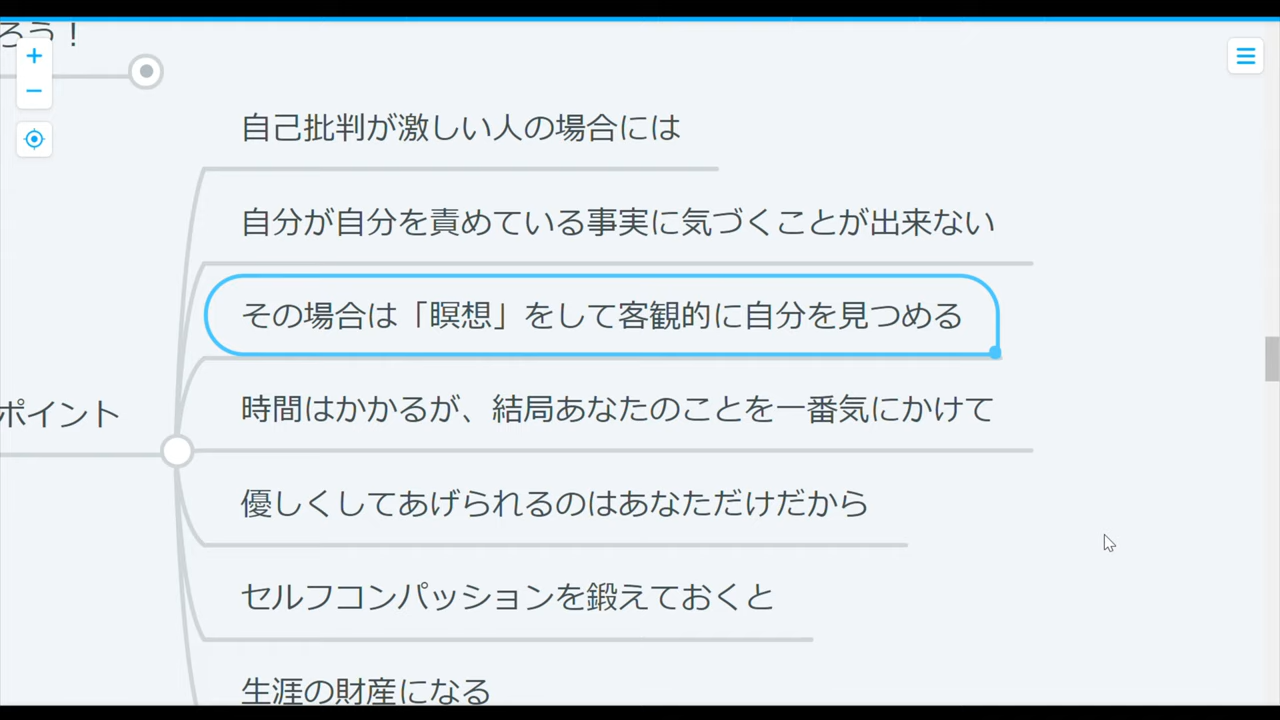 ろう！
自己批判が激しい人の場合には
自分が自分を責めている事実に気づくことが出来ない
その場合は「瞑想」をして客観的に自分を見つめる
時間はかかるが、結局あなたのことを一番気にかけて
ポイント
優しくしてあげられるのはあなただけだから
セルフコンパッションを鍛えておくと
生涯の財産になる